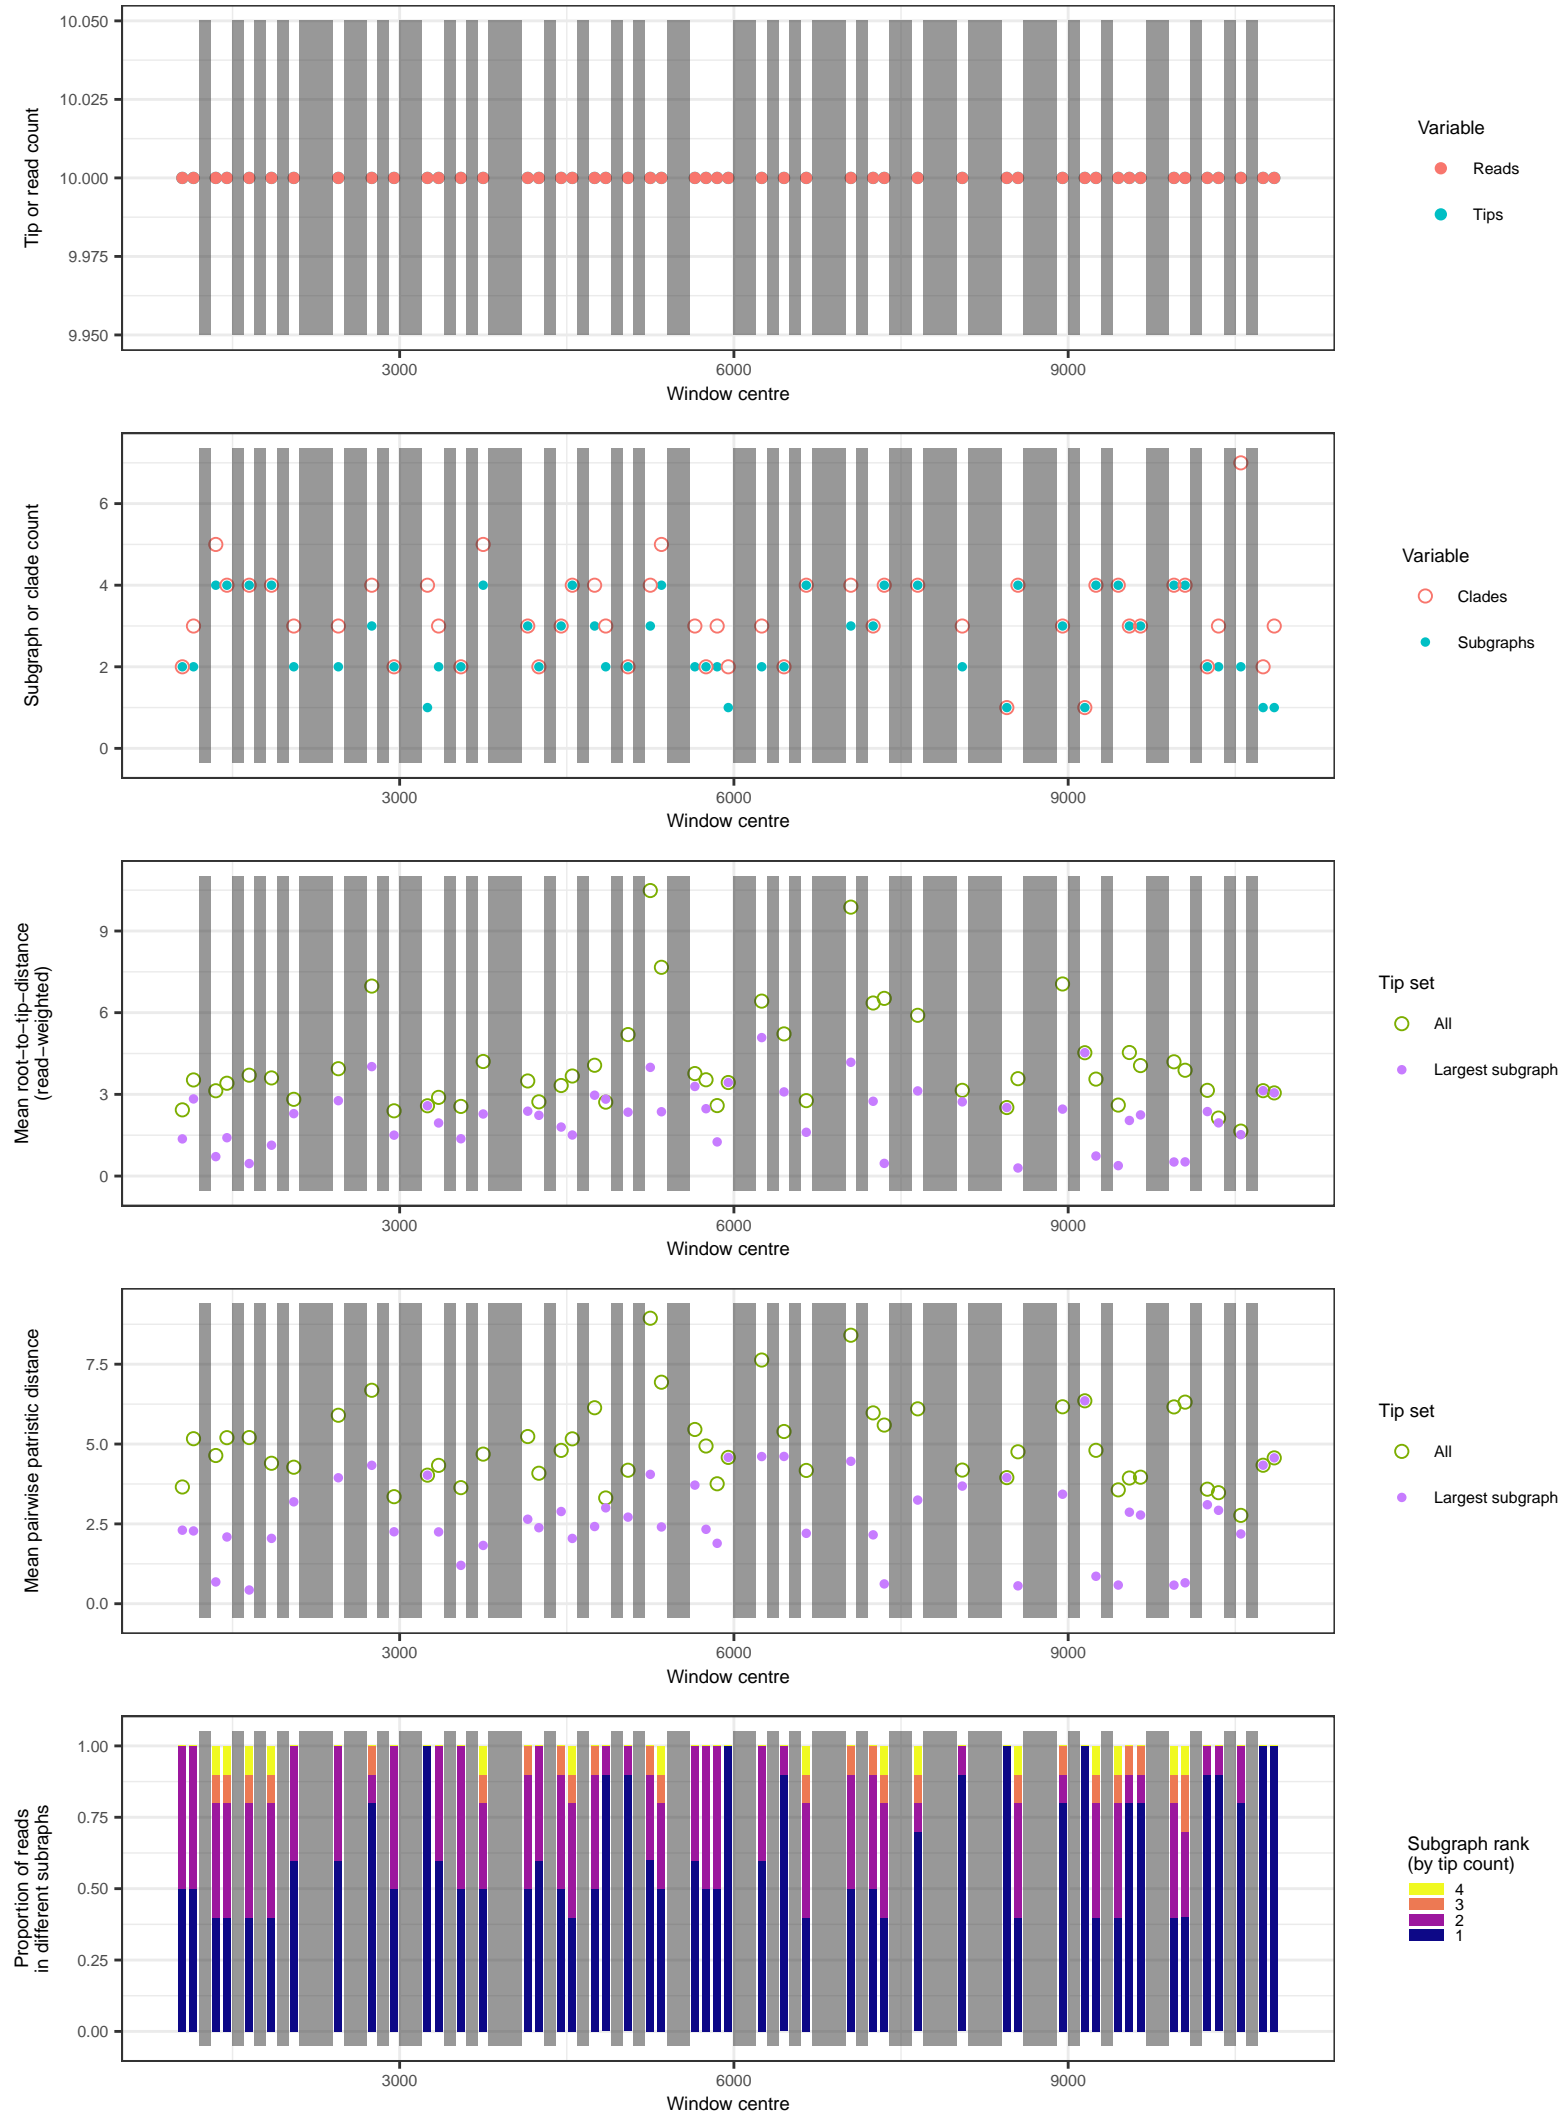 10.050
10.025
10.000
9.975
9.950
Tip or read count
3000
6000
9000
Window centre
Variable
Reads
Tips
6
4
2
0
Subgraph or clade count
3000
6000
9000
Window centre
Variable
Clades
Subgraphs
9
6
3
0
Mean root−to−tip−distance
(read−weighted)
3000
6000
9000
Window centre
Tip set
All
Largest subgraph
7.5
5.0
2.5
0.0
Mean pairwise patristic distance
3000
6000
9000
Window centre
Tip set
All
Largest subgraph
1.00
0.75
0.50
0.25
0.00
Proportion of reads
in different subraphs
3000
6000
9000
Window centre
Subgraph rank
(by tip count)
4
3
2
1